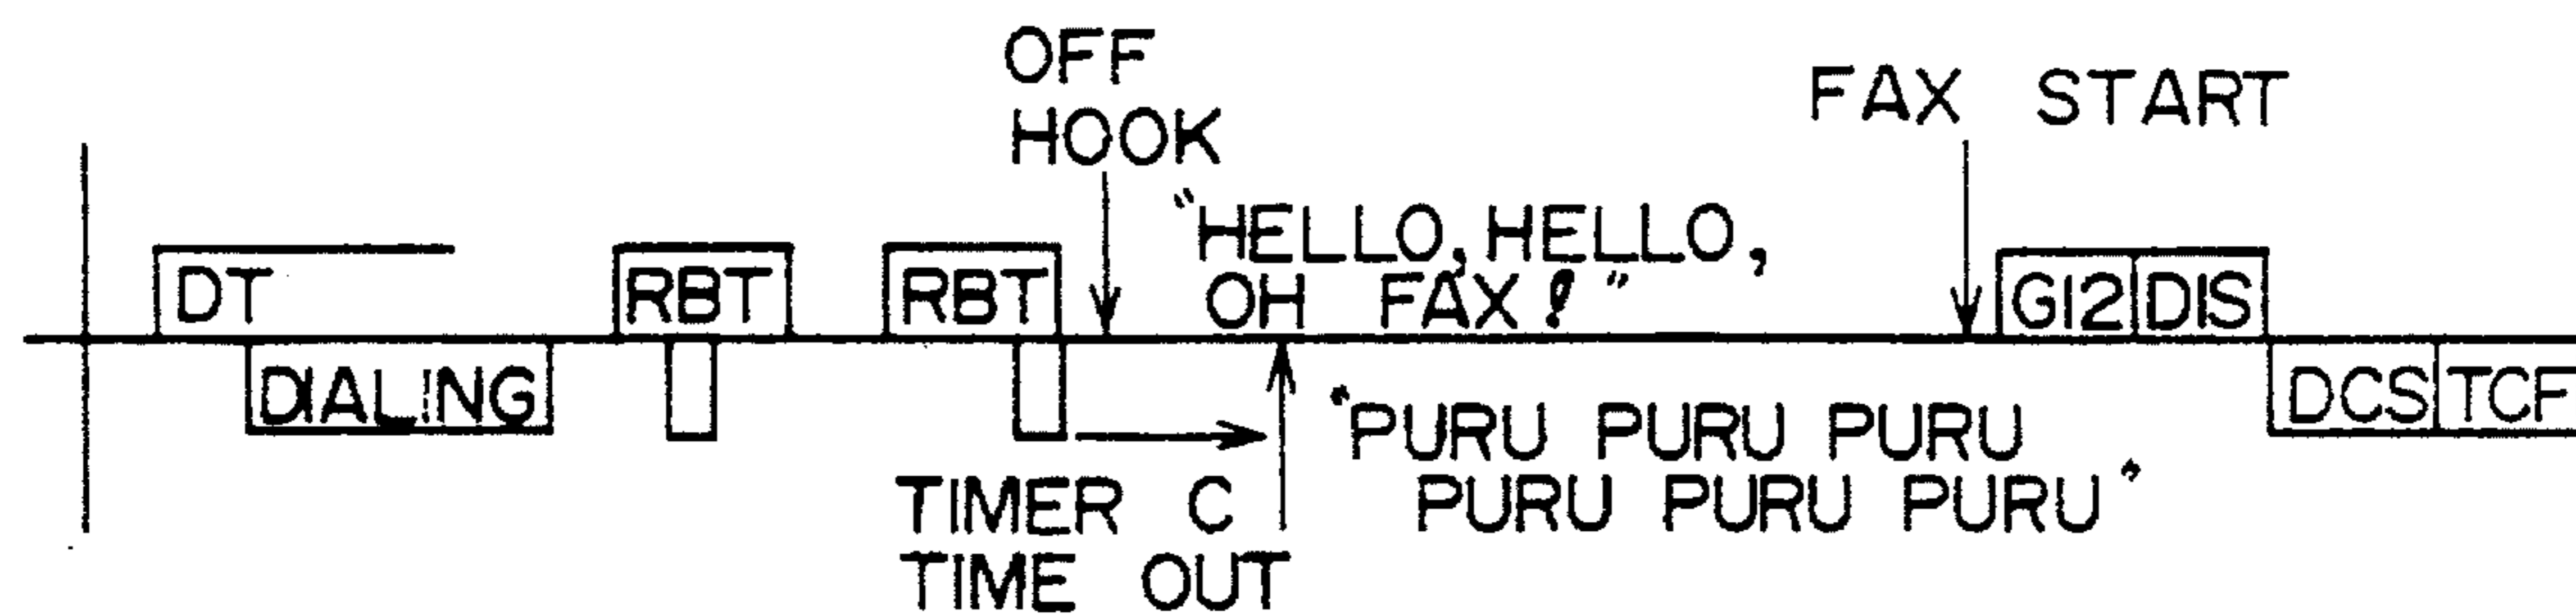 OFF
HOOK
FAX START
"HELLO, HELLO,
OH FAX!"
DT
RBT
RBT
GI2
DIS
DIALING
DCS
TCF
"PURU PURU PURU
PURU PURU PURU"
TIMER C
TIME OUT